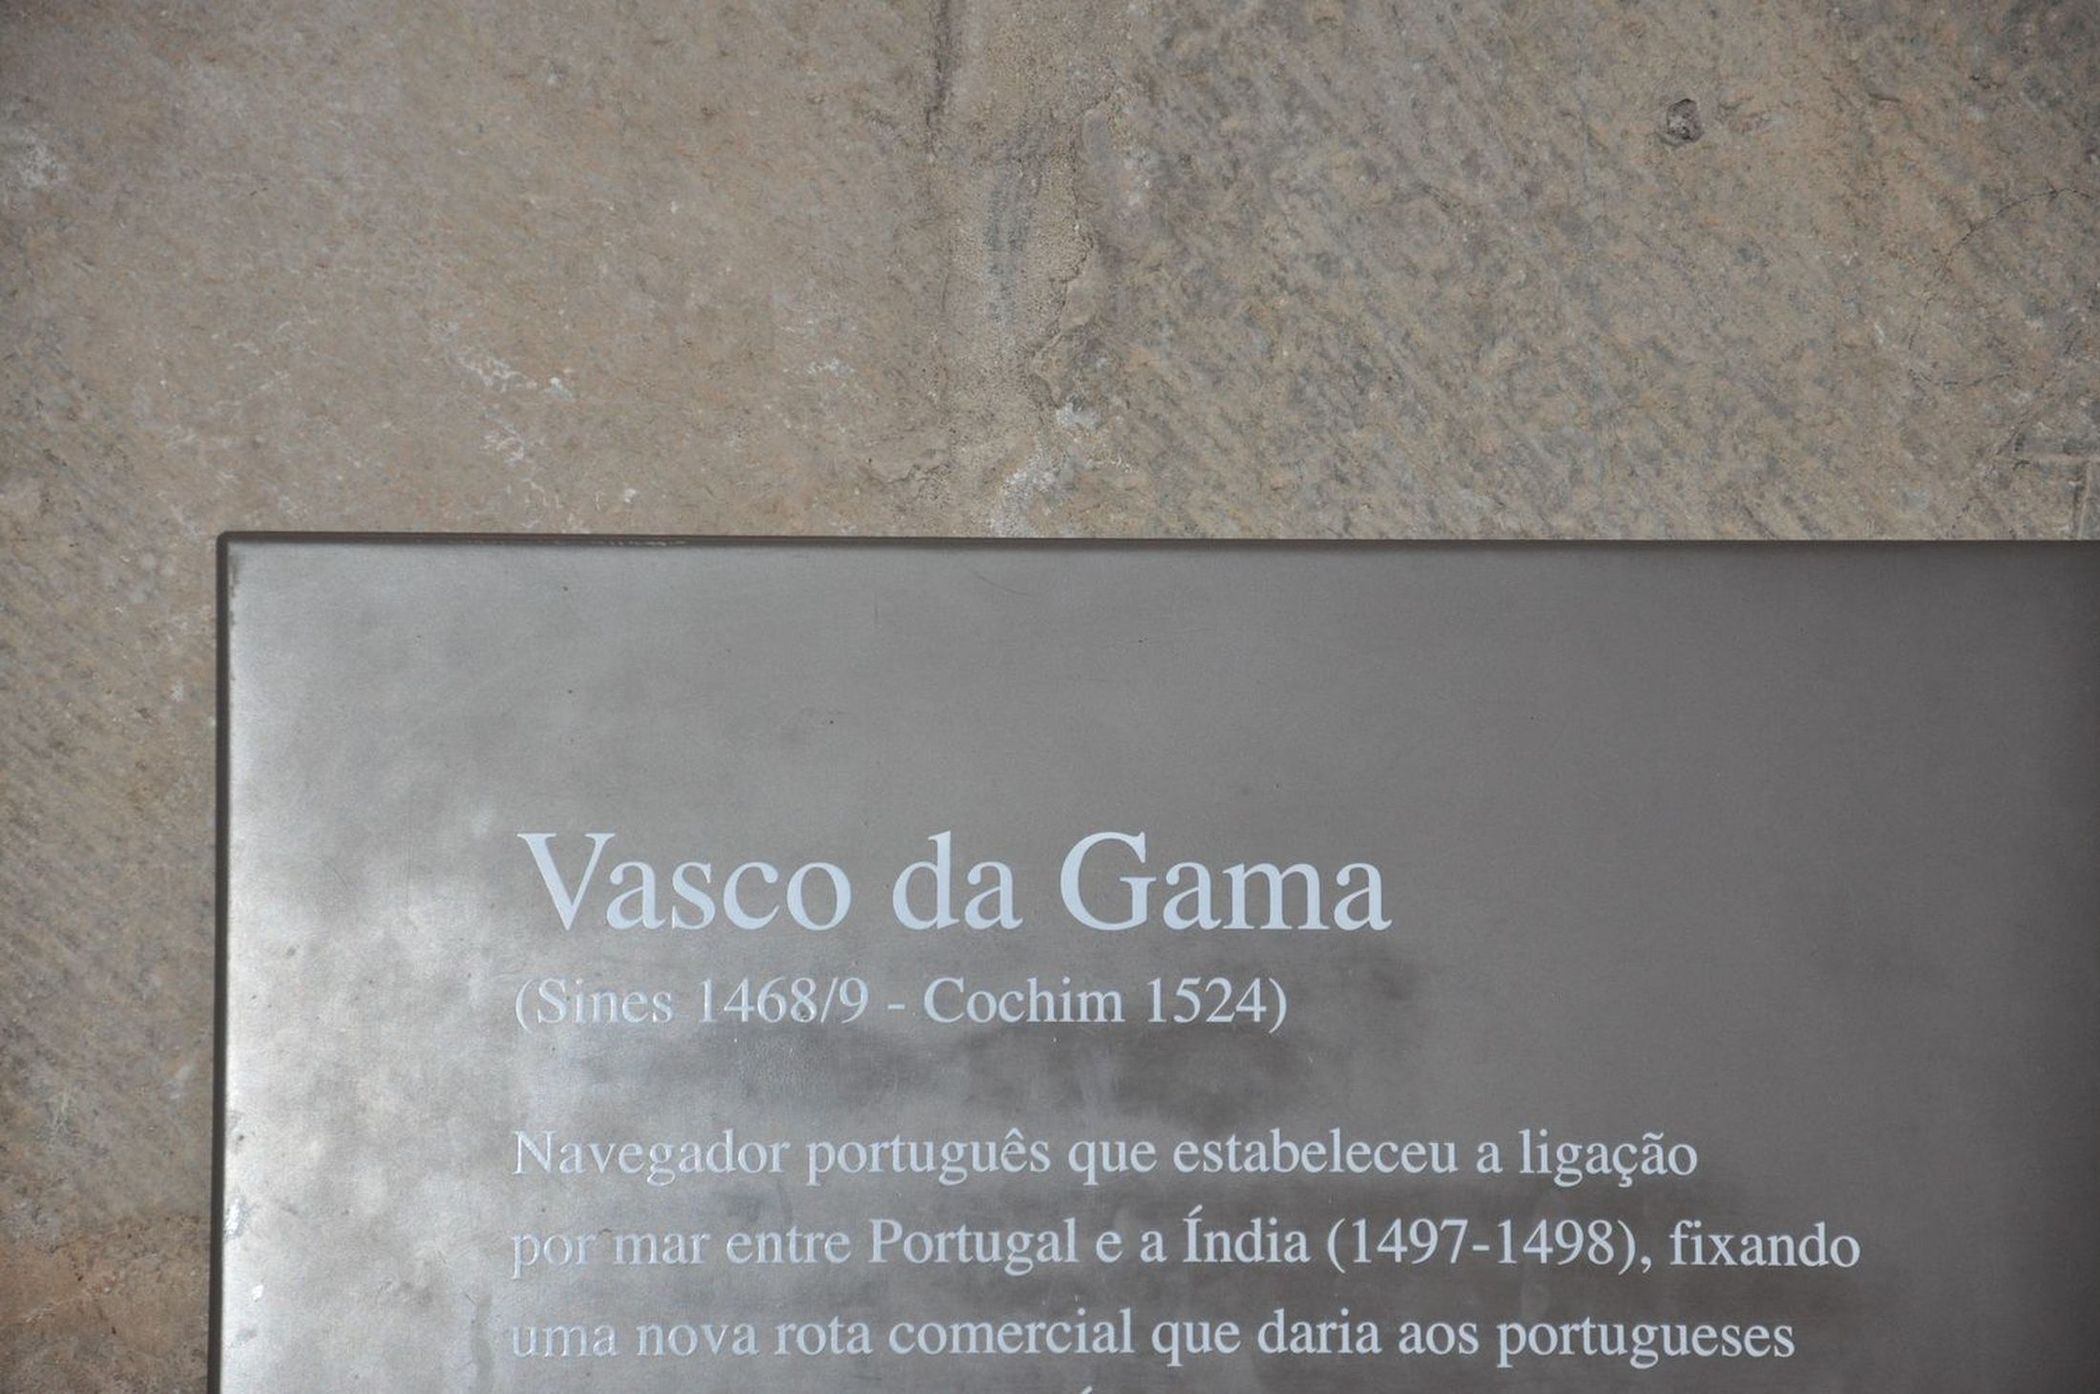 Vasco da Gama
(Sines 1468/9 - Cochim 1524)
Navegador português que estabeleceu a ligação
por mar entre Portugal e a Índia (1497-1498), fixando
uma nova rota comercial que daria aos portugueses